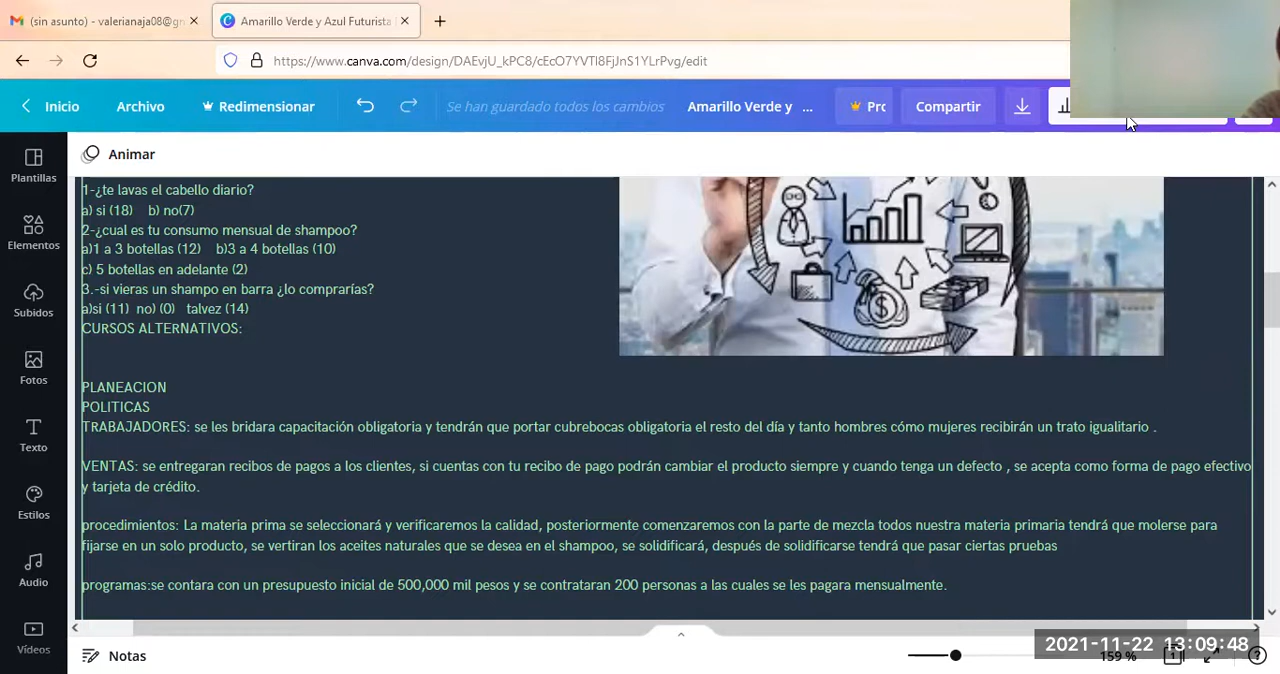 (sin asunto) - valerianaja08@gn
Amarillo Verde y Azul Futurista
https://www.canva.com/design/DAEvjU_kPC8/cEcO7YVTl8FjJnS1YLrPvg/edit
Inicio
Archivo
Redimensionar
Se han guardado todos los cambios
Amarillo Verde y ...
Prc
Compartir
Animar
Plantillas
Elementos
Subidos
Fotos
Texto
Estilos
Audio
Vídeos
1-¿te lavas el cabello diario?
a) si (18) b) no(7)
2-¿cual es tu consumo mensual de shampoo?
a)1 a 3 botellas (12) b)3 a 4 botellas (10)
c) 5 botellas en adelante (2)
3.-si vieras un shampo en barra ¿lo comprarías?
a)si (11) no) (0) talvez (14)
CURSOS ALTERNATIVOS:
PLANEACION
POLITICAS
TRABAJADORES: se les bridara capacitación obligatoria y tendrán que portar cubrebocas obligatoria el resto del día y tanto hombres cómo mujeres recibirán un trato igualitario .
VENTAS: se entregaran recibos de pagos a los clientes, si cuentas con tu recibo de pago podrán cambiar el producto siempre y cuando tenga un defecto , se acepta como forma de pago efectivo
y tarjeta de crédito.
procedimientos: La materia prima se seleccionará y verificaremos la calidad, posteriormente comenzaremos con la parte de mezcla todos nuestra materia primaria tendrá que molerse para
fijarse en un solo producto, se vertiran los aceites naturales que se desea en el shampoo, se solidificará, después de solidificarse tendrá que pasar ciertas pruebas
programas:se contara con un presupuesto inicial de 500,000 mil pesos y se contrataran 200 personas a las cuales se les pagara mensualmente.
Notas
2021-11-22 13:09:48
159 %
1